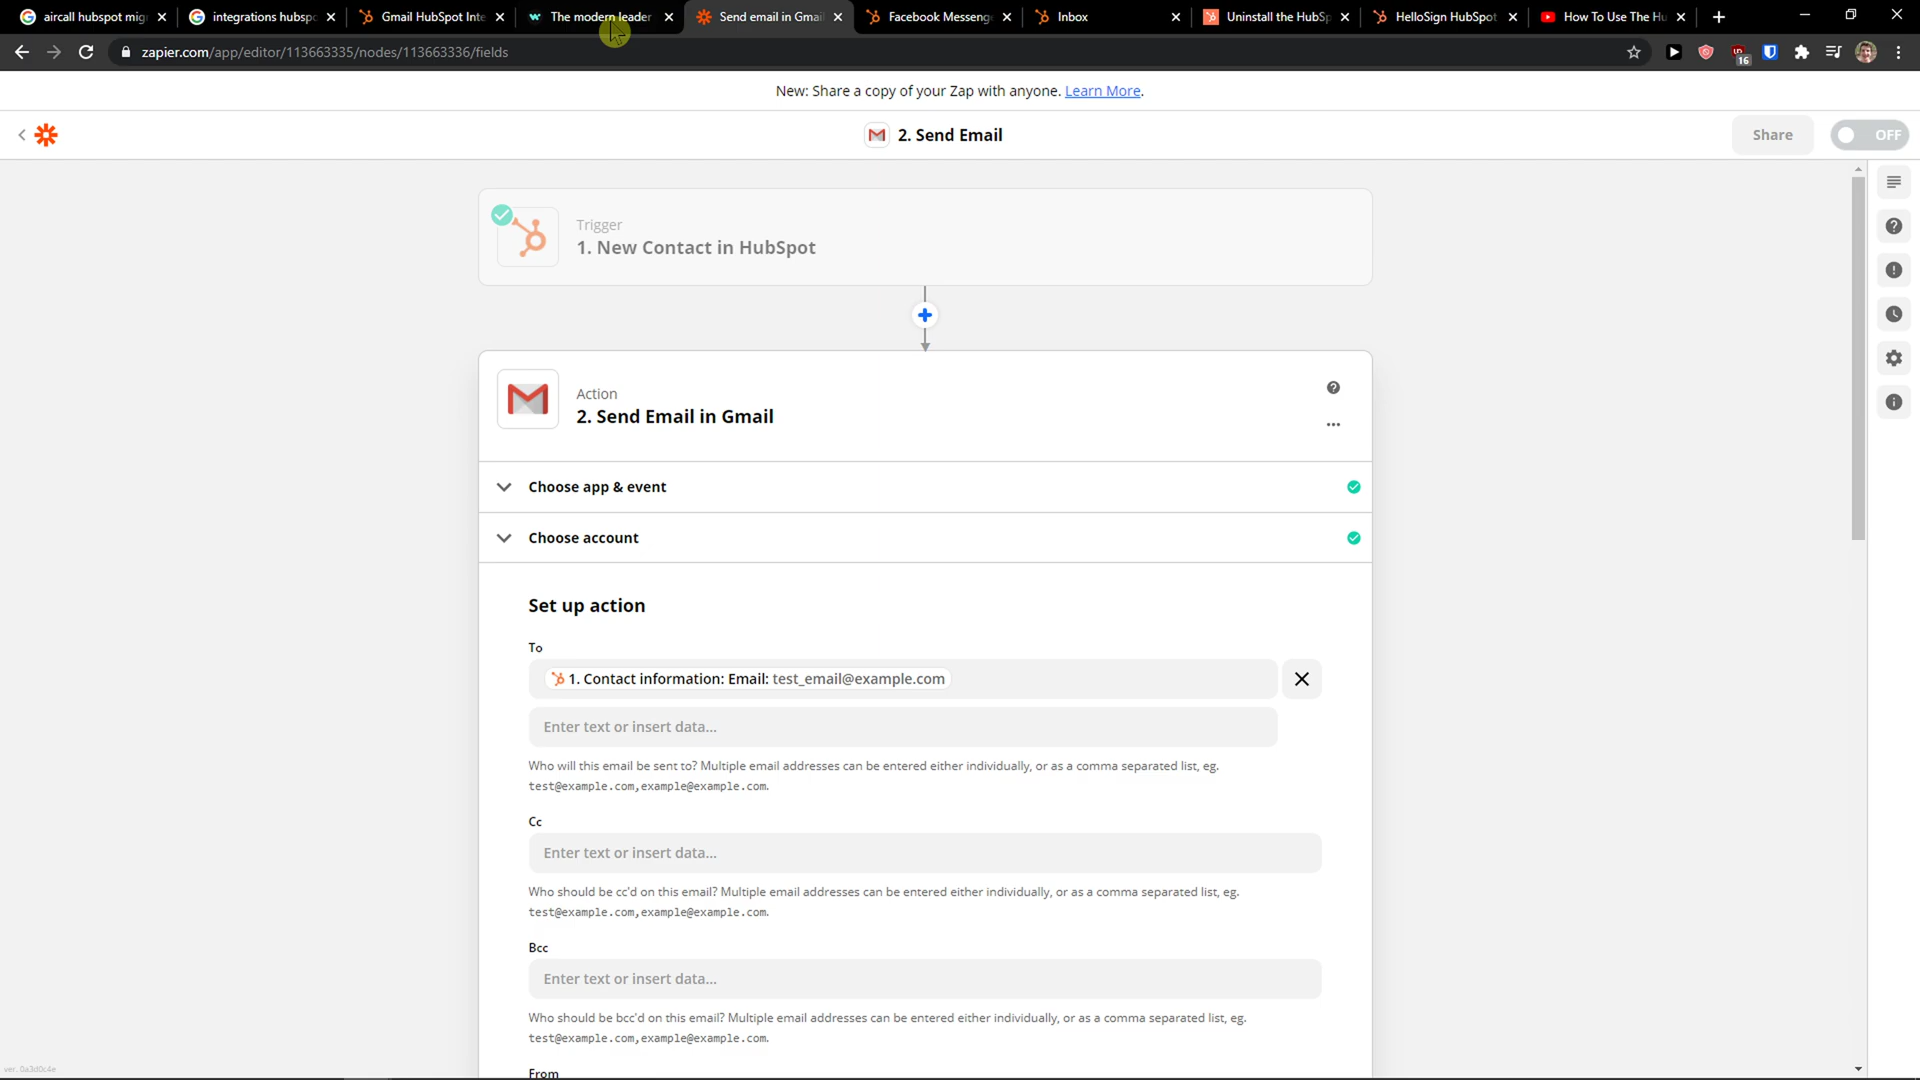 aircall hubspot mig
integrations hubsp
Gmail HubSpot Inte
The modern leader
Send email in Gmai
Facebook Messeng
Inbox
Uninstall the HubSp
HelloSign HubSpot
How To Use The Hu
zapier.com/app/editor/113663335/nodes/113663336/fields
16
New: Share a copy of your Zap with anyone. Learn More.
2. Send Email
Share
OFF
Trigger
1. New Contact in HubSpot
Action
2. Send Email in Gmail
Choose app & event
Choose account
Set up action
To
1. Contact information: Email: test_email@example.com
Enter text or insert data...
Who will this email be sent to? Multiple email addresses can be entered either individually, or as a comma separated list, eg.
test@example.com,example@example.com.
Cc
Enter text or insert data...
Who should be cc'd on this email? Multiple email addresses can be entered either individually, or as a comma separated list, eg.
test@example.com,example@example.com.
Bcc
Enter text or insert data...
Who should be bcc'd on this email? Multiple email addresses can be entered either individually, or as a comma separated list, eg.
test@example.com,example@example.com.
From
ver. 0a3d0c4e